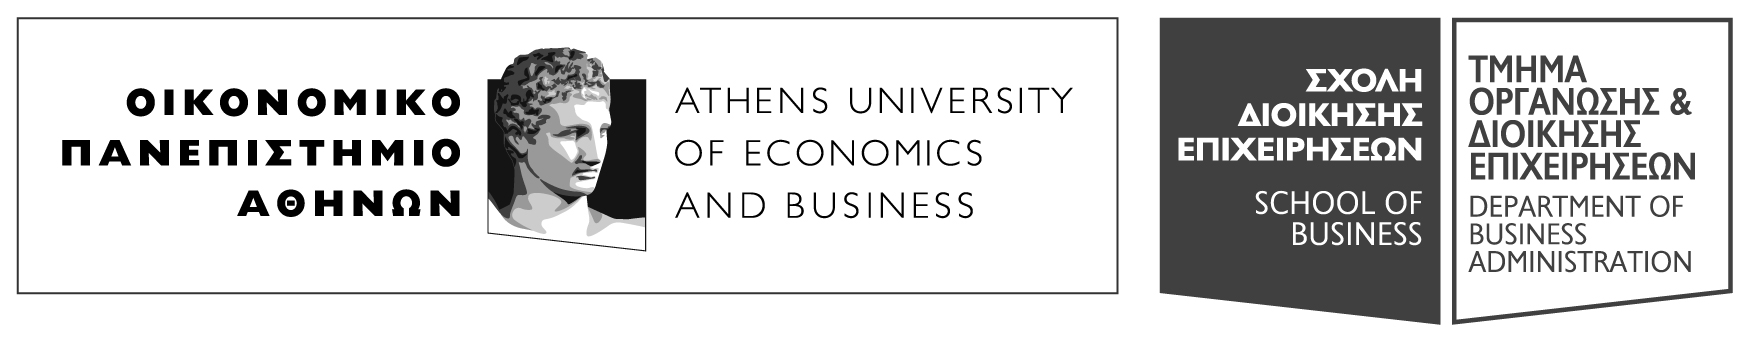 ΟΙΚΟΝΟΜΙΚΟ
ΠΑΝΕΠΙΣΤΗΜΙΟ
ΑΘΗΝΩΝ
ATHENS UNIVERSITY
OF ECONOMICS
AND BUSINESS
ΣΧΟΛΗ
ΔΙΟΙΚΗΣΗΣ
ΕΠΙΧΕΙΡΗΣΕΩΝ
SCHOOL OF
BUSINESS
ΤΜΗΜΑ
ΟΡΓΑΝΩΣΗΣ &
ΔΙΟΙΚΗΣΗΣ
ΕΠΙΧΕΙΡΗΣΕΩΝ
DEPARTMENT OF
BUSINESS
ADMINISTRATION